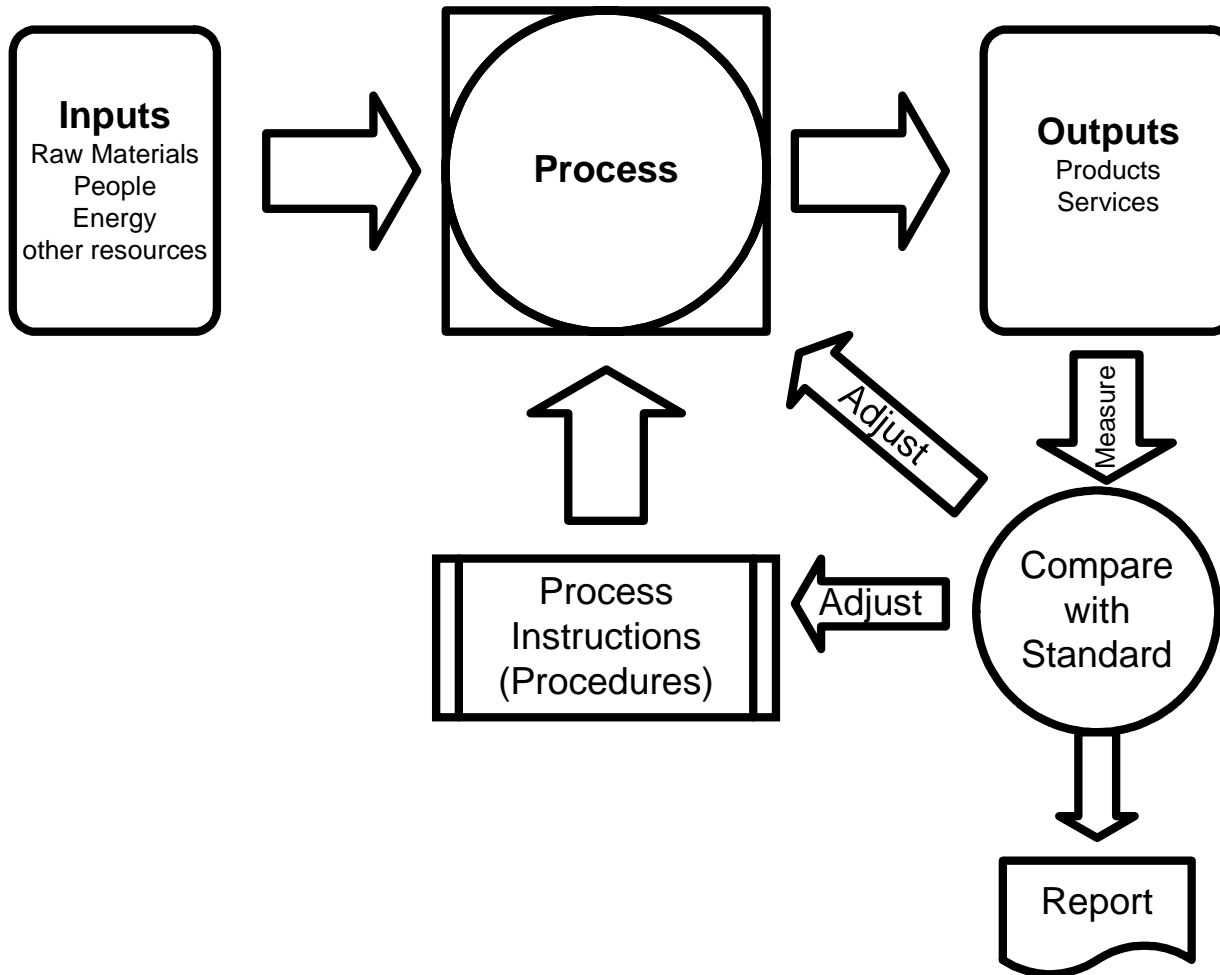 Inputs
Raw Materials
People
Energy
other resources
Process
Outputs
Products
Services
Measure
Adjust
Compare
with
Standard
Adjust
Process
Instructions
(Procedures)
Report